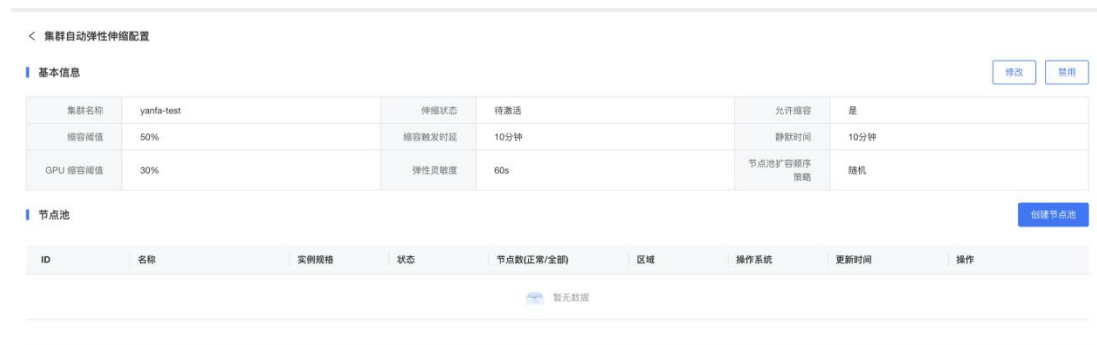 集群自动弹性伸缩配置
基本信息
修改 禁用
集群名称 yanfa-test 伸缩状态 待激活 允许缩容 是
缩容阈值 50% 缩容触发时延 10分钟 静默时间 10分钟
GPU 缩容阈值 30% 弹性灵敏度 60s 节点池扩容顺序
策略 随机
节点池
创建节点池
ID 名称 实例规格 状态 节点数(正常/全部) 区域 操作系统 更新时间 操作
暂无数据